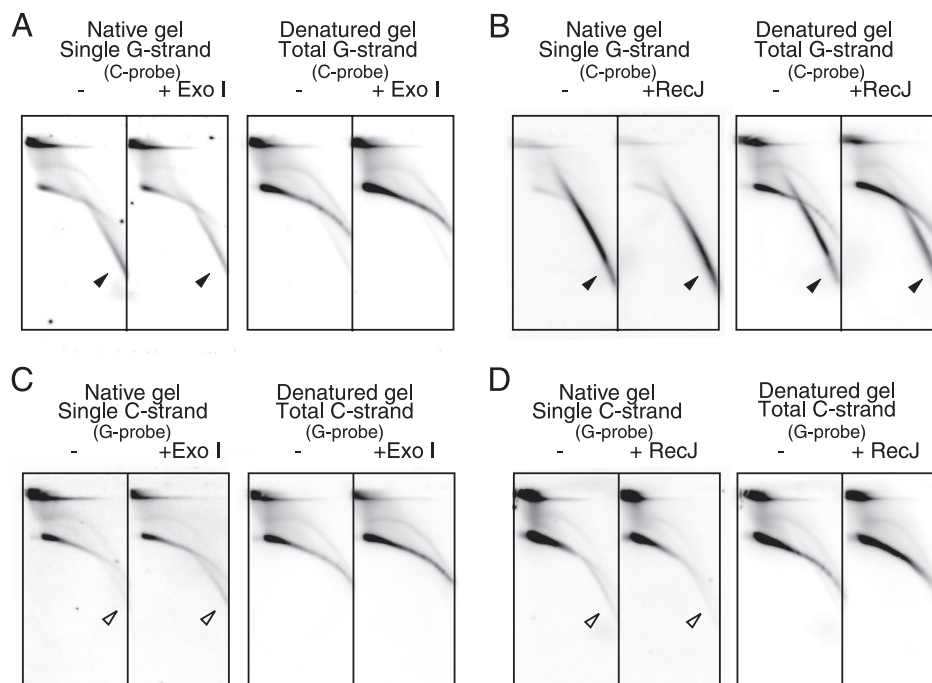 A
Native gel
Single G-strand
(C-probe)
- + Exo I
Denatured gel
Total G-strand
(C-probe)
- + Exo I
B
Native gel
Single G-strand
(C-probe)
- +RecJ
Denatured gel
Total G-strand
(C-probe)
- +RecJ
C
Native gel
Single C-strand
(G-probe)
- +Exo I
Denatured gel
Total C-strand
(G-probe)
- +Exo I
D
Native gel
Single C-strand
(G-probe)
- + RecJ
Denatured gel
Total C-strand
(G-probe)
- + RecJ